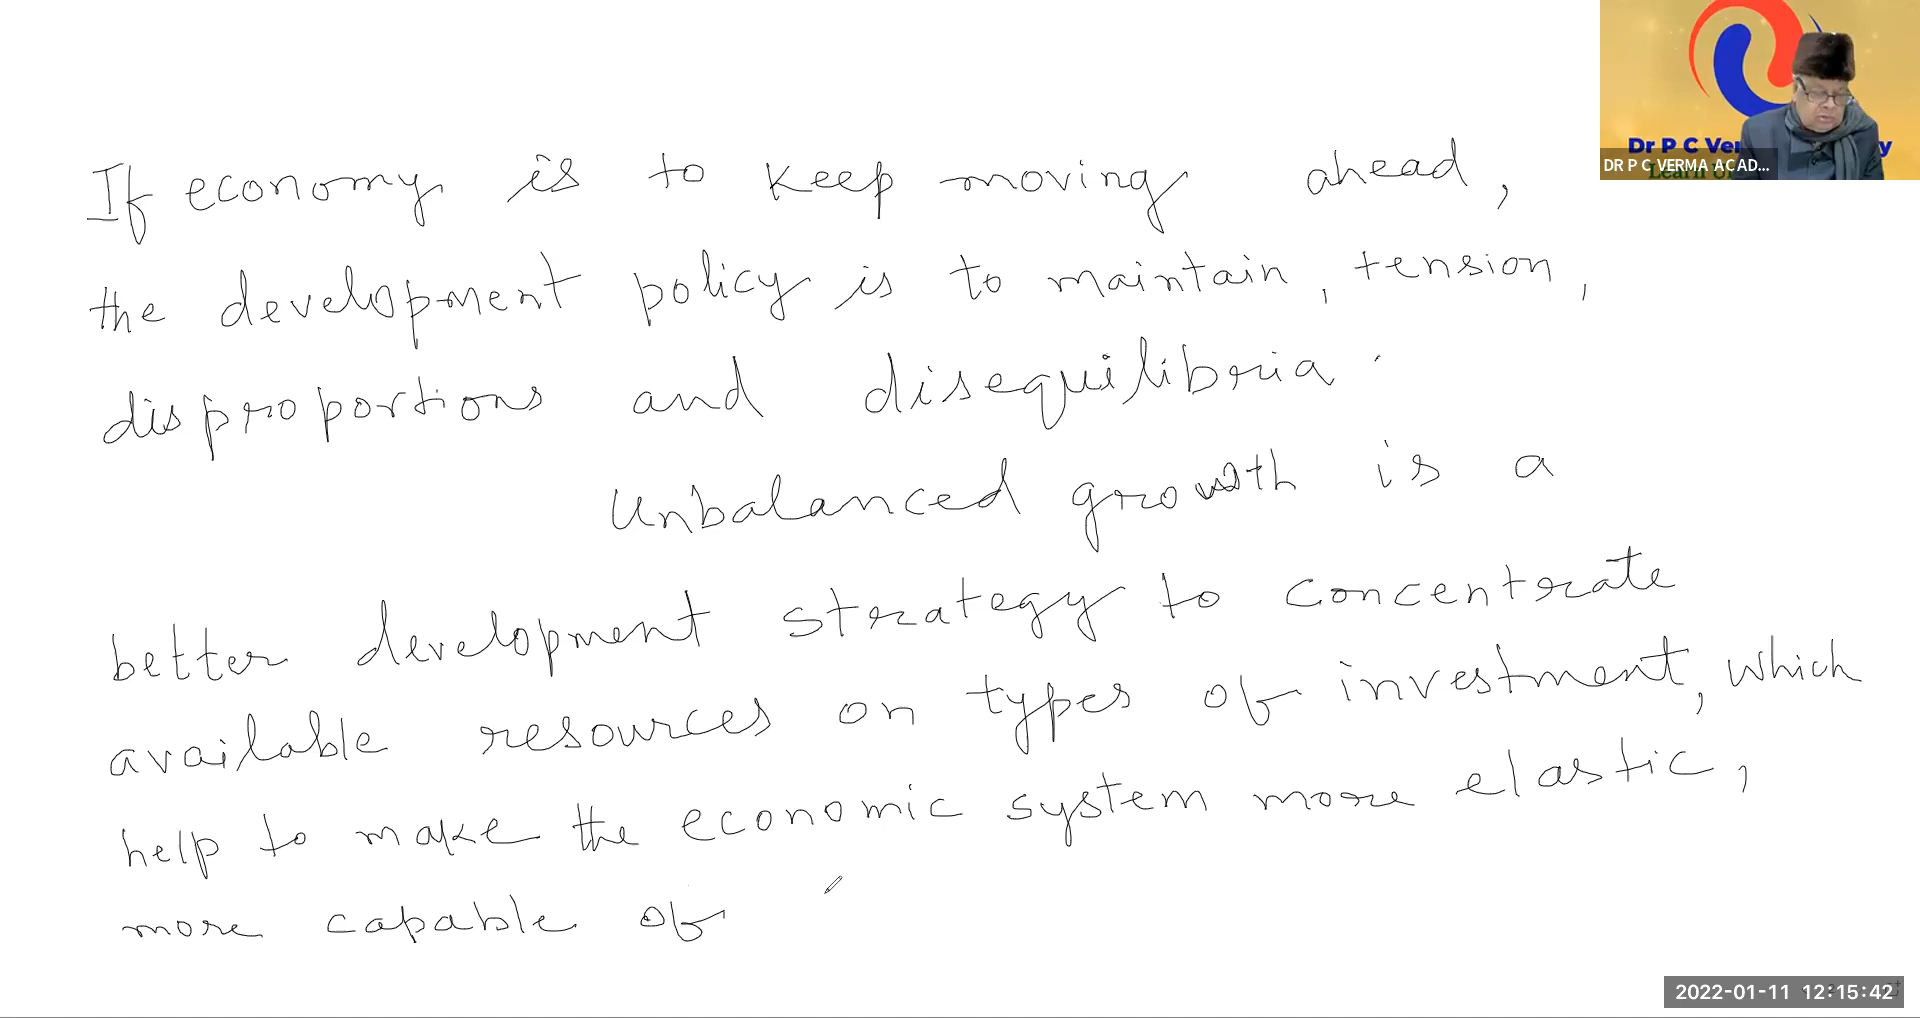 If economy is to keep moving ahead,
the development policy is to maintain, tension,
disproportions and disequilibria.
Unbalanced growth is a
better development strategy to concentrate
available resources on types of investment, which
help to make the economic system more elastic,
more capable of
Dr P C Ver y
Learn
DR P C VERMA ACAD...
2022-01-11 12:15:42